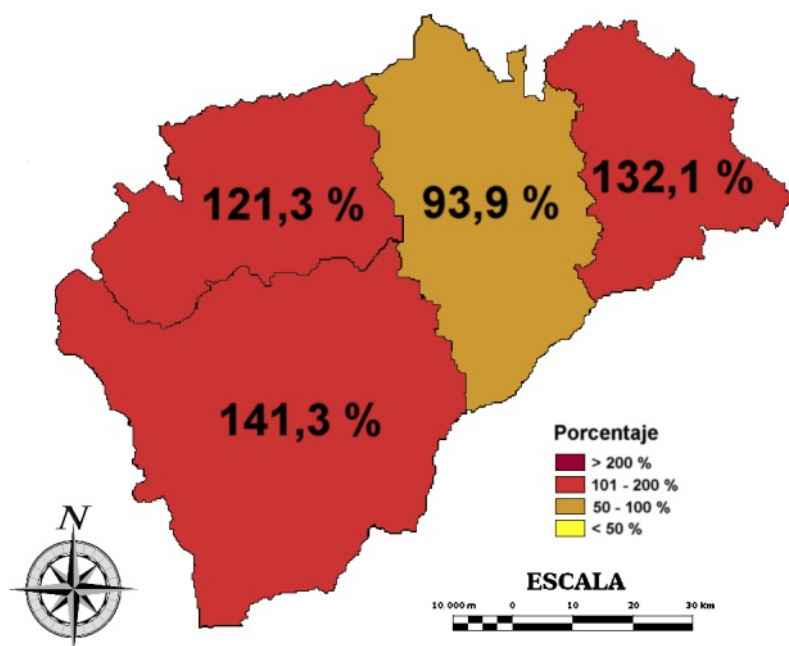 132,1 %
121,3 %
93,9 %
141,3 %
Porcentaje
> 200 %
101 - 200 %
50 - 100 %
< 50 %
N
ESCALA
10 000 m 0 10 20 30 km